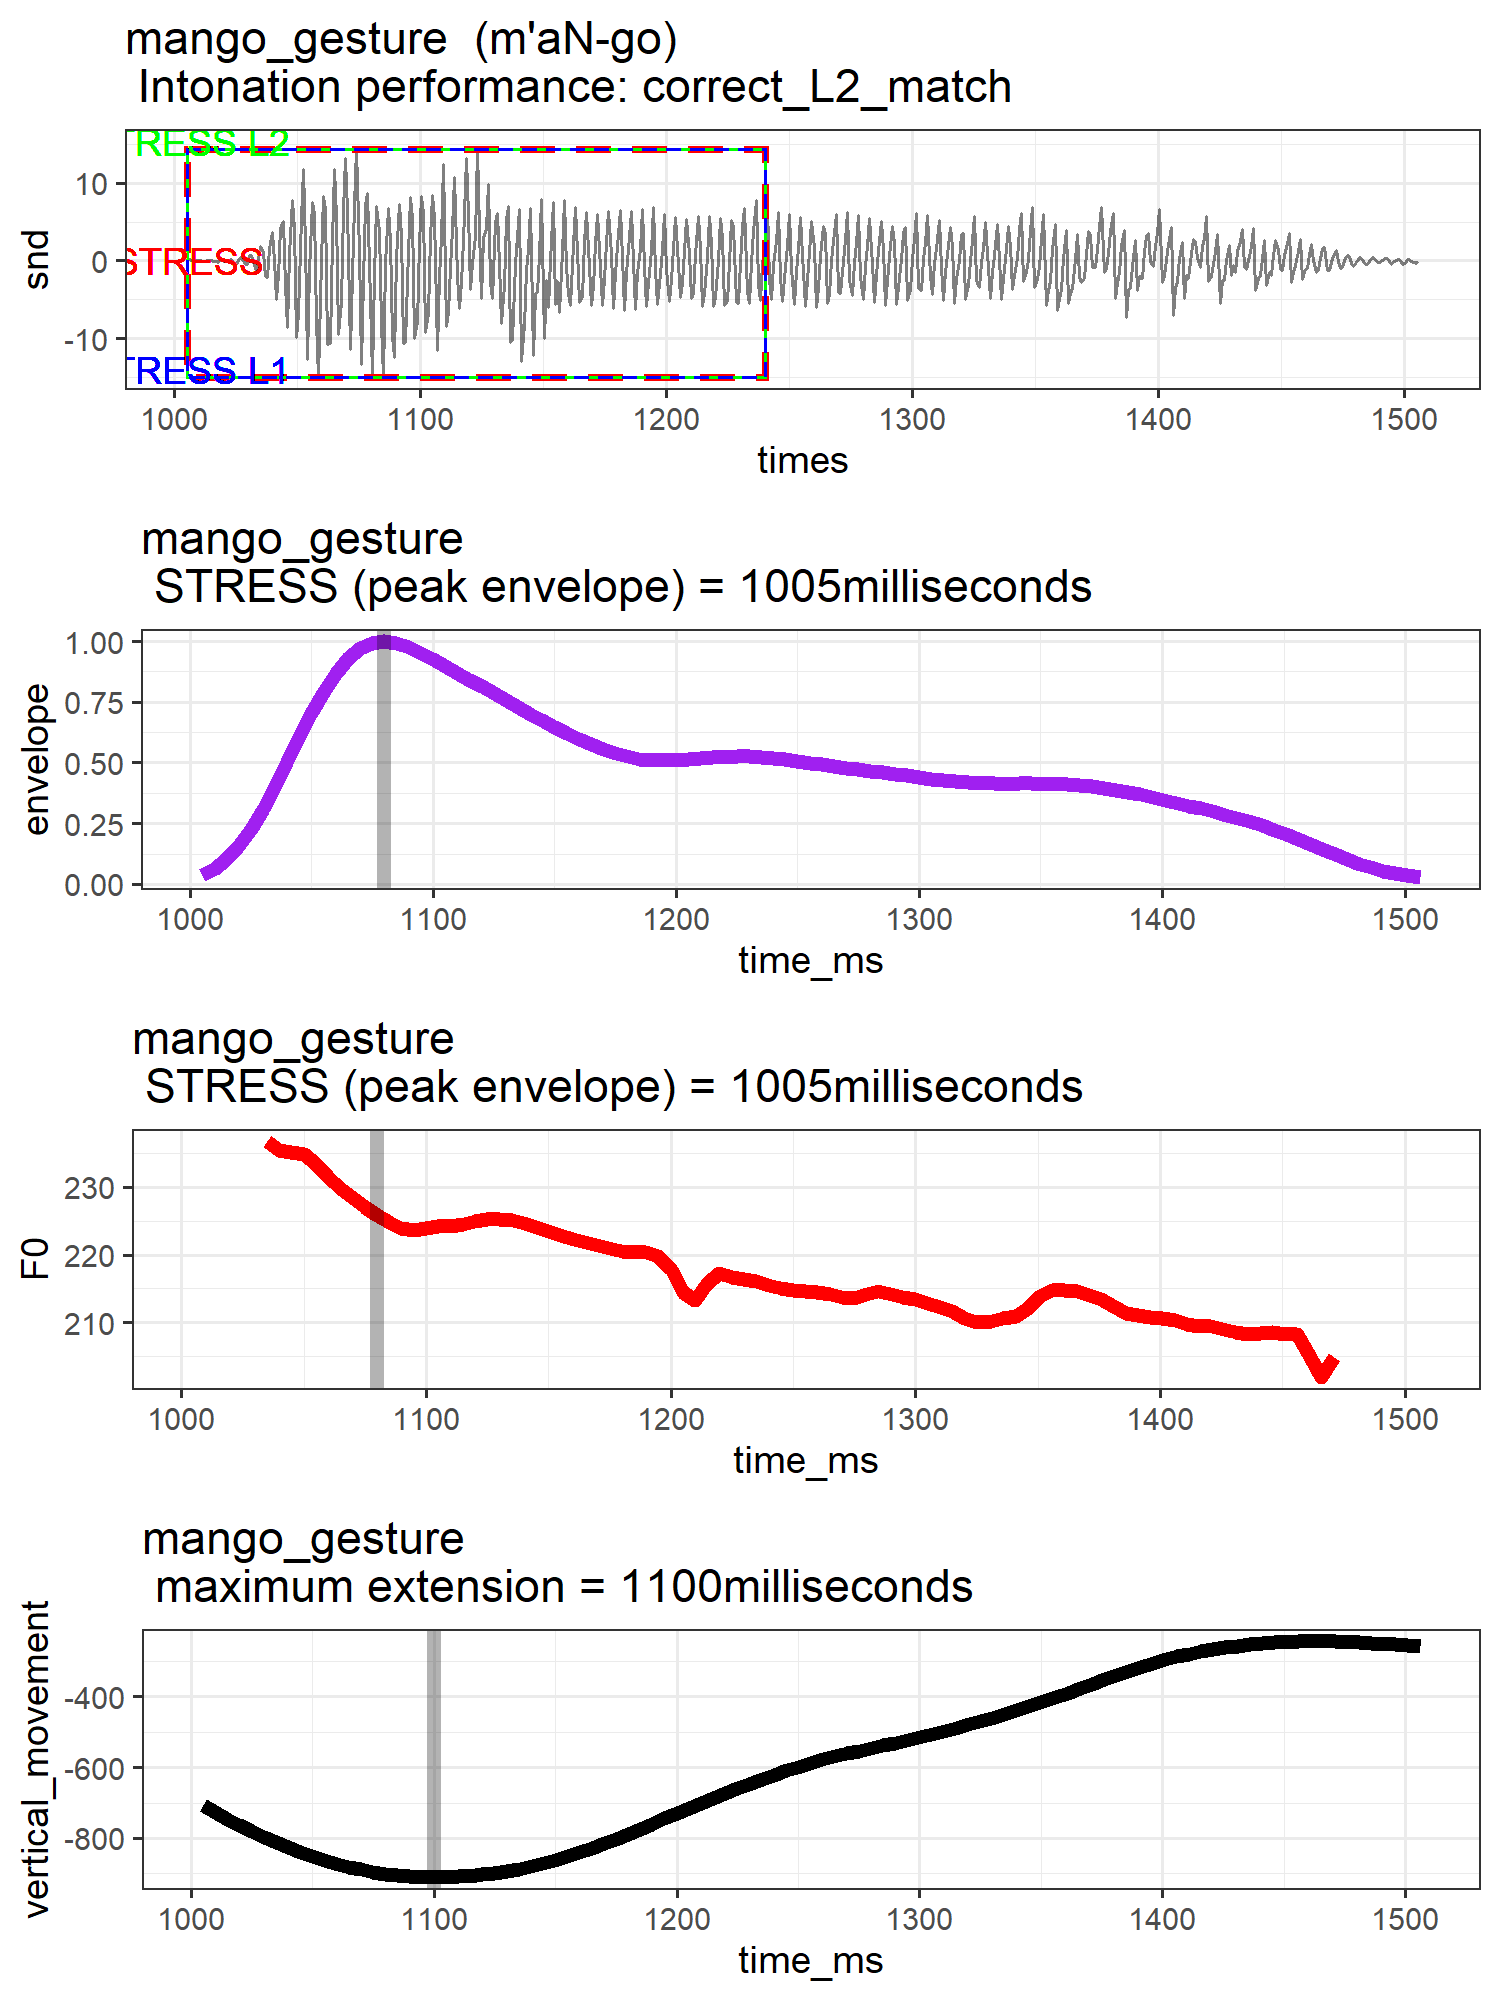 mango_gesture  (m'aN-go)
Intonation performance: correct_L2_match
RESS L2
STRESS
TRESS L1
10
0
-10
snd
1000 1100 1200 1300 1400 1500
times
mango_gesture
STRESS (peak envelope) = 1005milliseconds
1.00
0.75
0.50
0.25
0.00
envelope
1000 1100 1200 1300 1400 1500
time_ms
mango_gesture
STRESS (peak envelope) = 1005milliseconds
230
220
210
F0
1000 1100 1200 1300 1400 1500
time_ms
mango_gesture
maximum extension = 1100milliseconds
-400
-600
-800
vertical_movement
1000 1100 1200 1300 1400 1500
time_ms